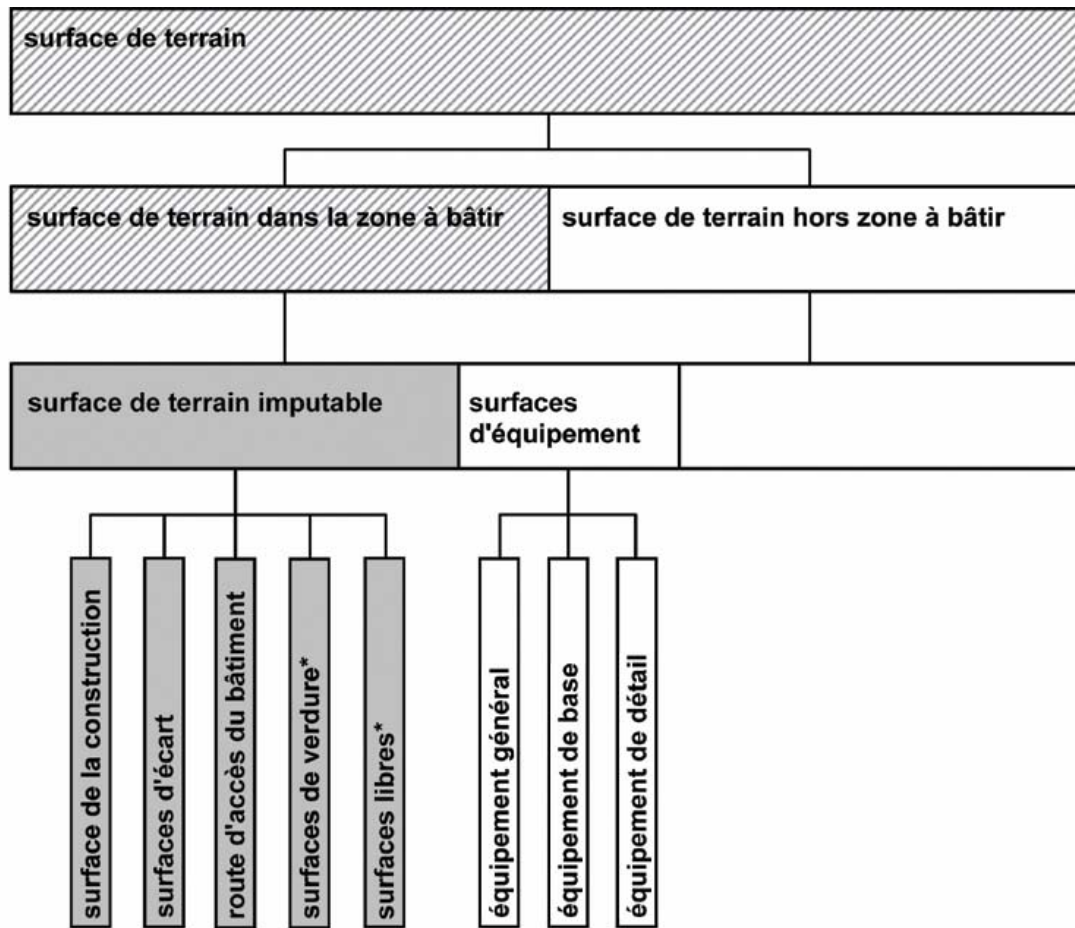 surface de terrain
surface de terrain dans la zone à bâtir
surface de terrain hors zone à bâtir
surface de terrain imputable
surfaces
d'équipement
surface de la construction
surfaces d'écart
route d'accès du bâtiment
surfaces de verdure*
surfaces libres*
équipement général
équipement de base
équipement de détail